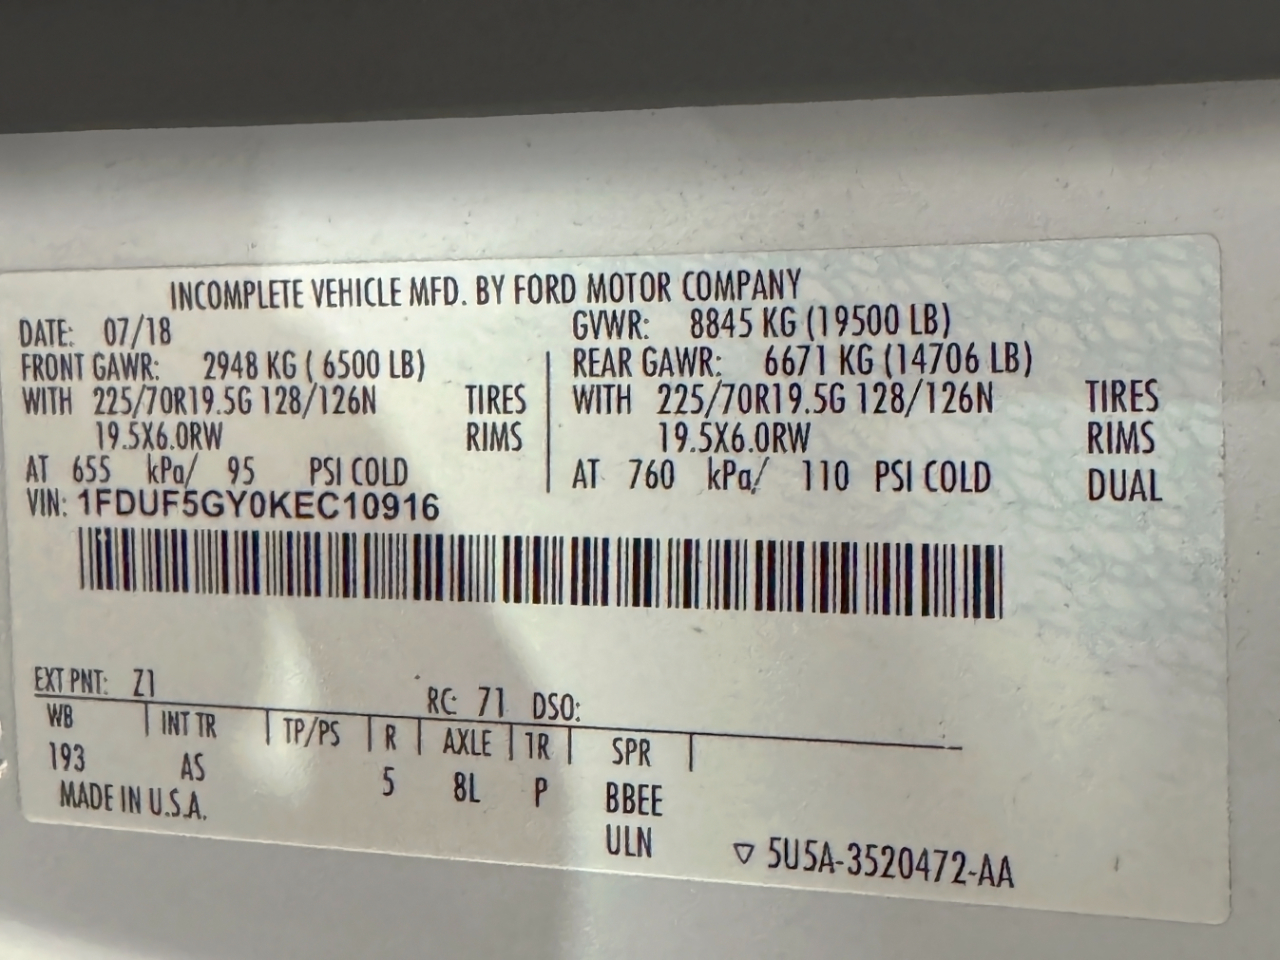 INCOMPLETE VEHICLE MFD. BY FORD MOTOR COMPANY
DATE: 07/18 GVWR: 8845 KG (19500 LB)
FRONT GAWR: 2948 KG ( 6500 LB) REAR GAWR: 6671 KG (14706 LB)
WITH 225/70R19.5G 128/126N TIRES WITH 225/70R19.5G 128/126N TIRES
19.5X6.0RW RIMS 19.5X6.0RW RIMS
AT 655 kPa/ 95 PSI COLD AT 760 kPa/ 110 PSI COLD DUAL
VIN: 1FDUF5GY0KEC10916
EXT PNT: Z1 RC: 71 DSO:
WB INT TR TP/PS R AXLE TR SPR
193 AS 5 8L P BBEE
MADE IN U.S.A. ULN
▽ 5U5A-3520472-AA